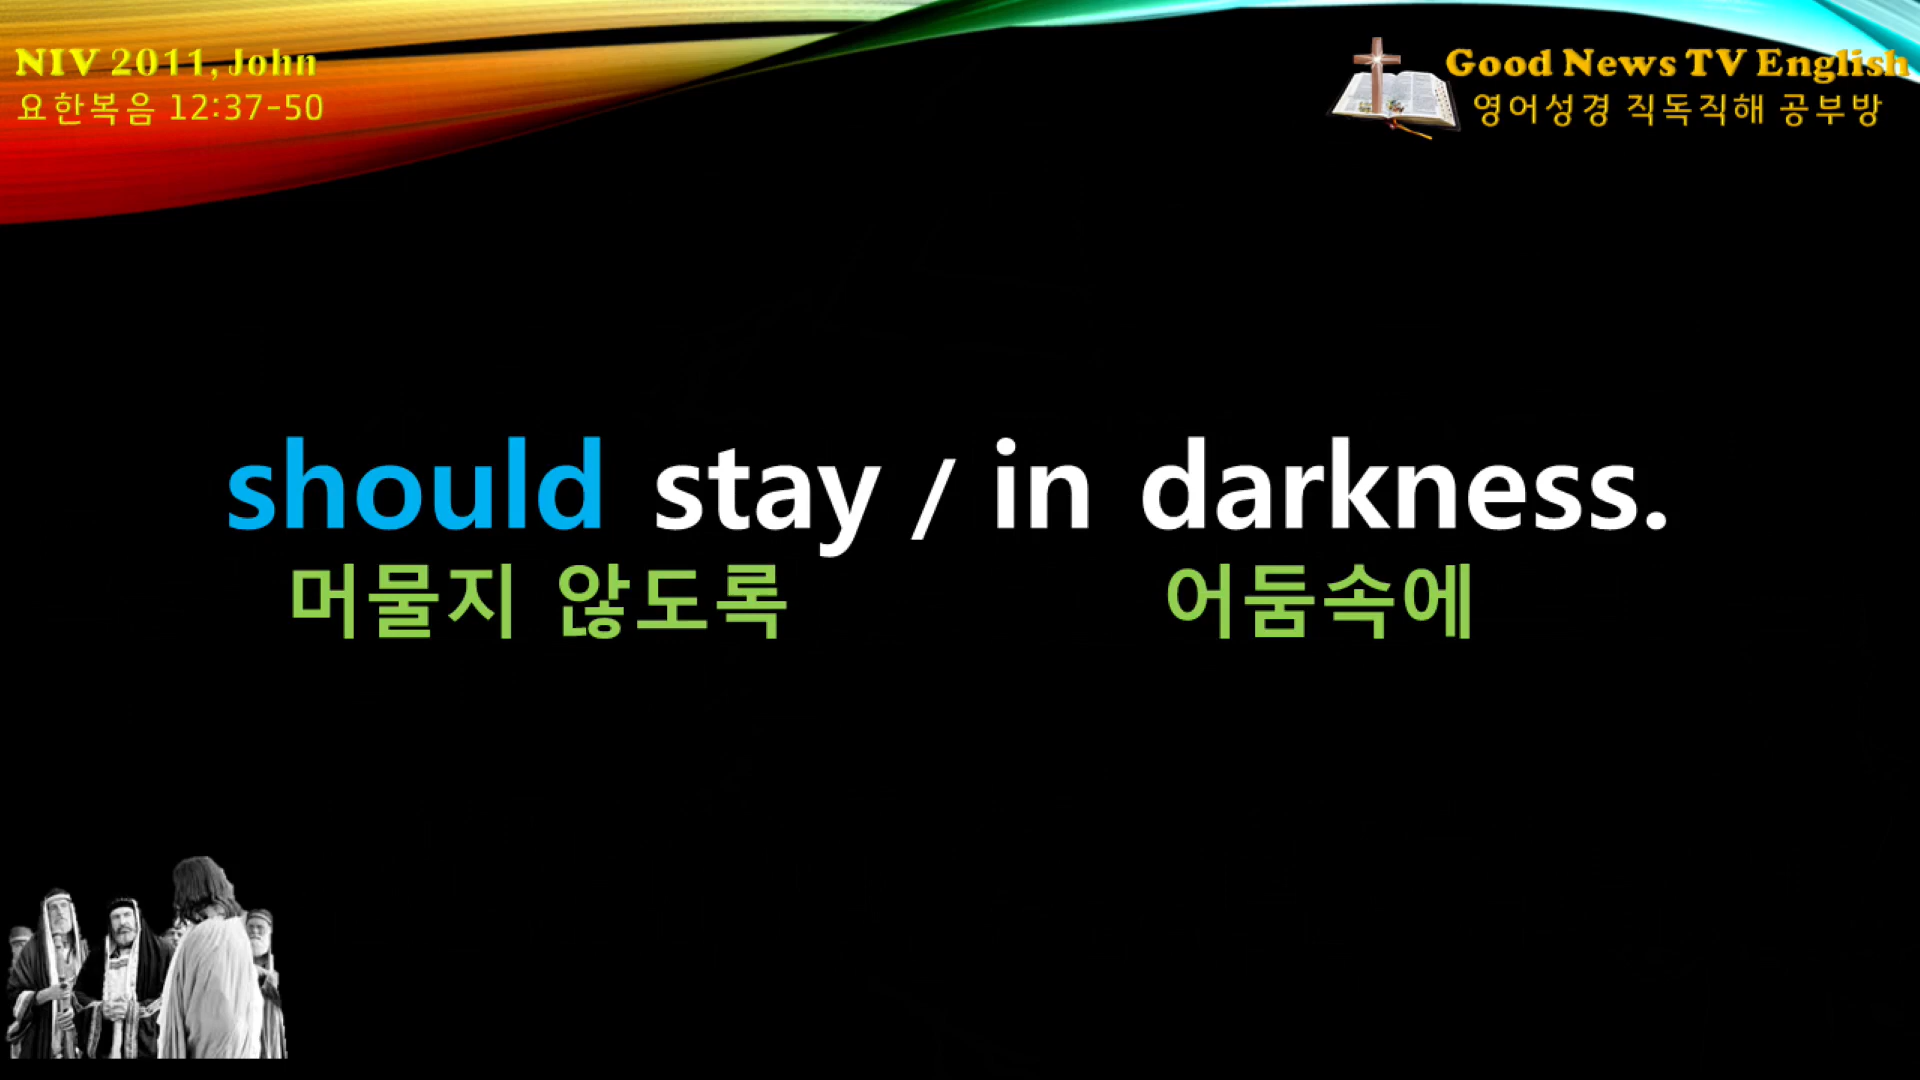 NIV 2011, John
요한복음 12:37-50
Good News TV English
영어성경 직독직해 공부방
should stay / in darkness.
머물지 않도록 어둠속에